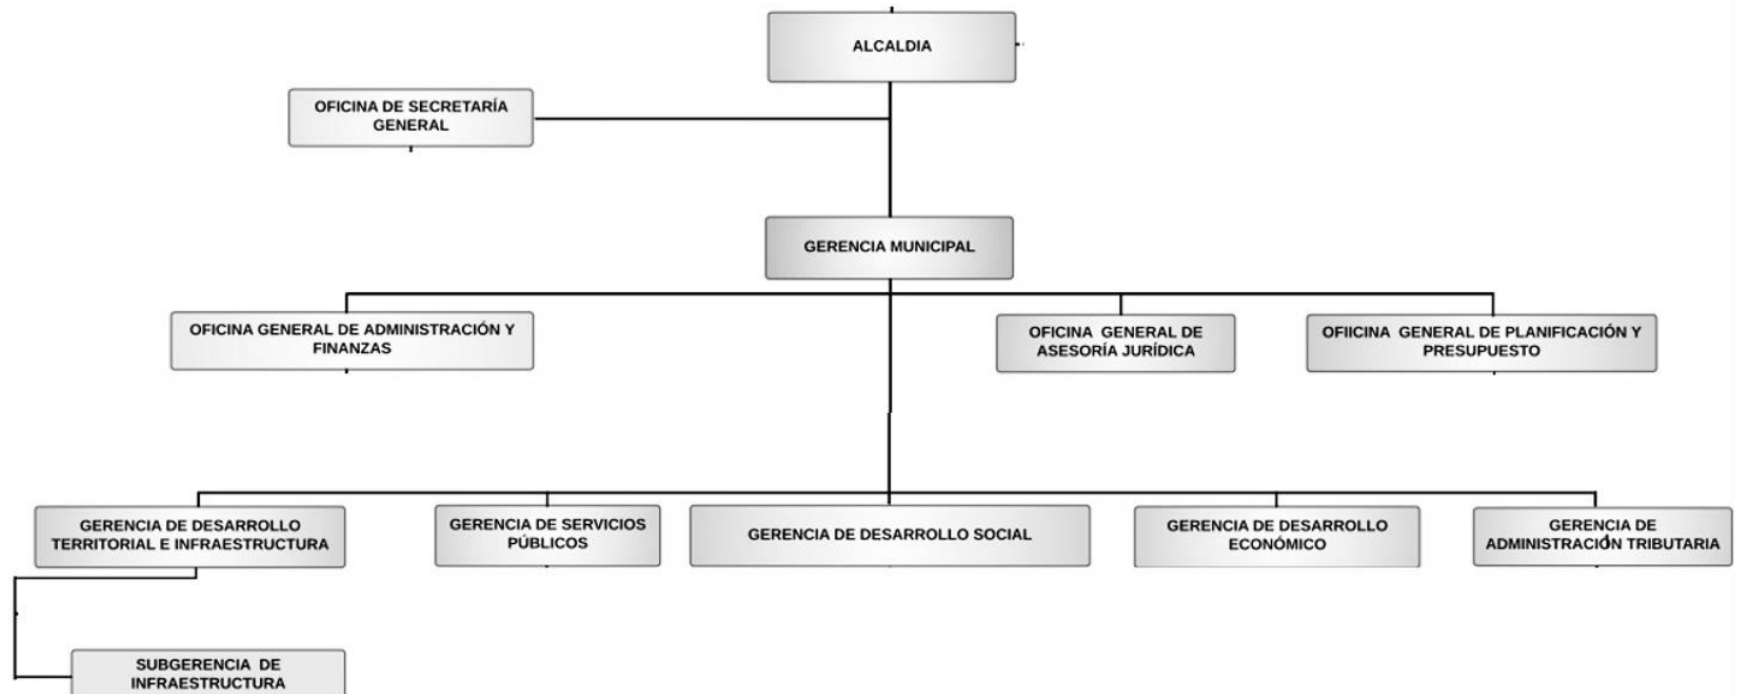 ALCALDIA
OFICINA DE SECRETARÍA
GENERAL
GERENCIA MUNICIPAL
OFICINA GENERAL DE ADMINISTRACIÓN Y
FINANZAS
OFICINA GENERAL DE
ASESORÍA JURÍDICA
OFIICINA GENERAL DE PLANIFICACIÓN Y
PRESUPUESTO
GERENCIA DE DESARROLLO
TERRITORIAL E INFRAESTRUCTURA
GERENCIA DE SERVICIOS
PÚBLICOS
GERENCIA DE DESARROLLO SOCIAL
GERENCIA DE DESARROLLO
ECONÓMICO
GERENCIA DE
ADMINISTRACIÓN TRIBUTARIA
SUBGERENCIA DE
INFRAESTRUCTURA